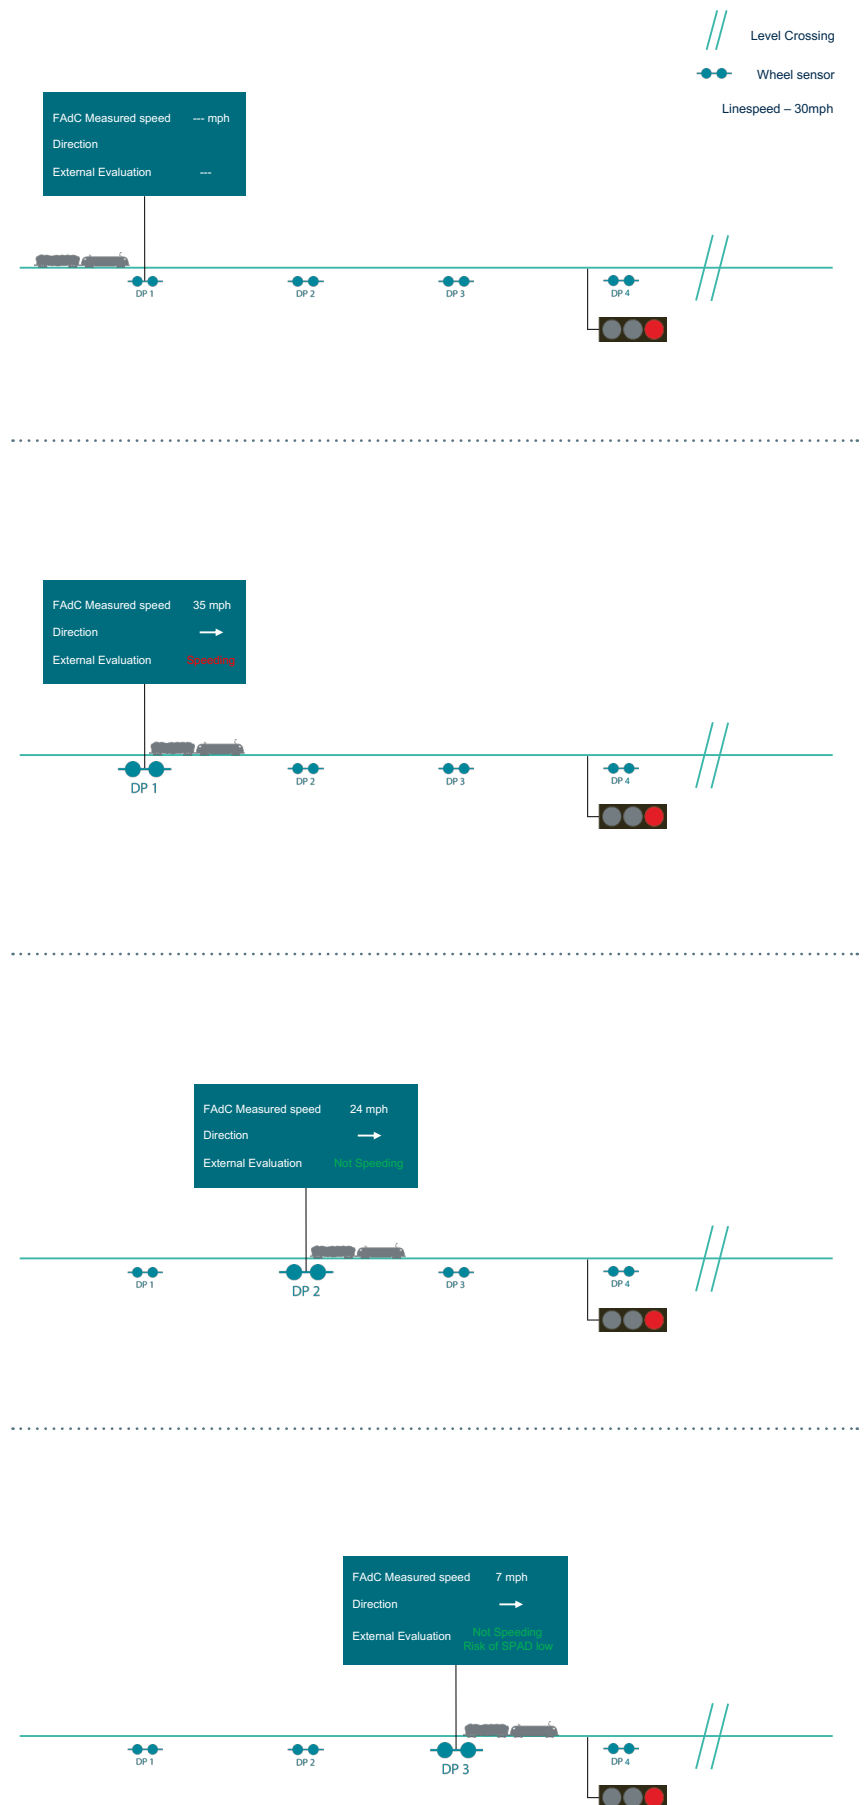 Level Crossing
Wheel sensor
Linespeed – 30mph
FAdC Measured speed --- mph
Direction
External Evaluation ---
DP 1 DP 2 DP 3 DP 4
FAdC Measured speed 35 mph
Direction
External Evaluation Speeding
DP 1 DP 2 DP 3 DP 4
FAdC Measured speed 24 mph
Direction
External Evaluation Not Speeding
DP 1 DP 2 DP 3 DP 4
FAdC Measured speed 7 mph
Direction
External Evaluation Not Speeding
Risk of SPAD low
DP 1 DP 2 DP 3 DP 4